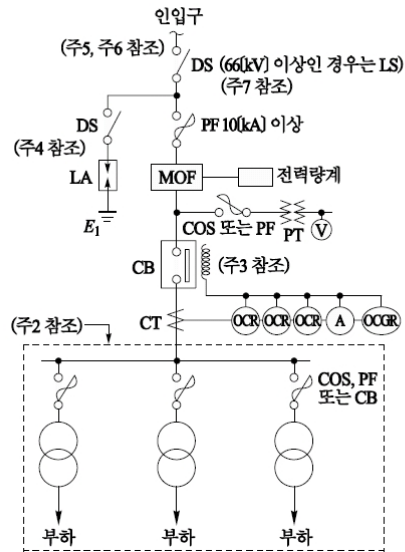 인입구
(주5, 주6 참조)
DS (66[kV] 이상인 경우는 LS)
(주7 참조)
DS
(주4 참조)
PF 10[kA] 이상
LA
MOF
전력량계
E1
COS 또는 PF
PT
V
CB
(주3 참조)
(주2 참조)
CT
OCR
OCR
OCR
A
OCGR
COS, PF
또는 CB
부하
부하
부하